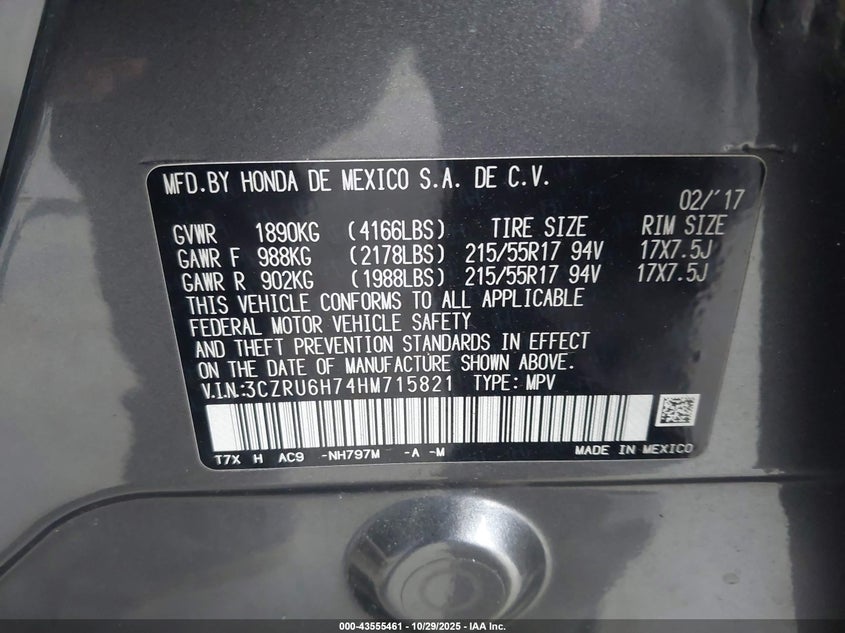 MFD.BY HONDA DE MEXICO S.A. DE C.V.
02/'17
GVWR 1890KG (4166LBS) TIRE SIZE RIM SIZE
GAWR F 988KG (2178LBS) 215/55R17 94V 17X7.5J
GAWR R 902KG (1988LBS) 215/55R17 94V 17X7.5J
THIS VEHICLE CONFORMS TO ALL APPLICABLE
FEDERAL MOTOR VEHICLE SAFETY
AND THEFT PREVENTION STANDARDS IN EFFECT
ON THE DATE OF MANUFACTURE SHOWN ABOVE.
V.I.N:3CZRU6H74HM715821 TYPE: MPV
T7X H AC9 -NH797M -A -M MADE IN MEXICO
000-43555461 - 10/29/2025 - IAA Inc.